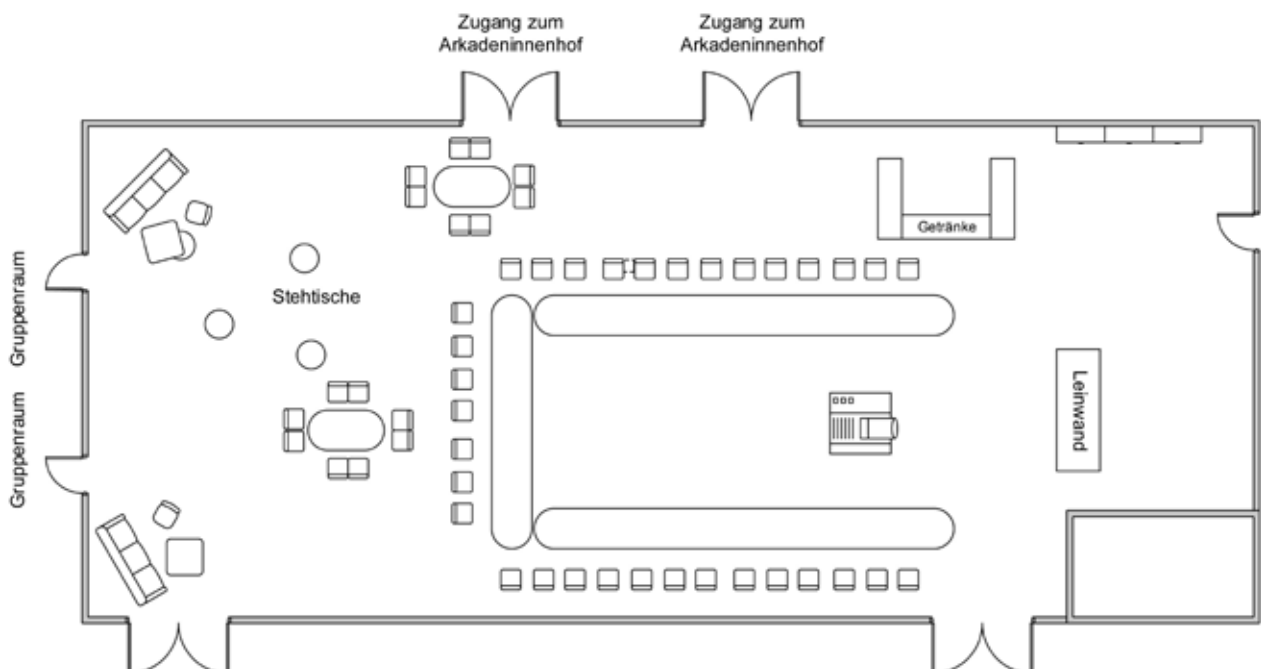 Zugang zum
Arkadeninnenhof
Zugang zum
Arkadeninnenhof
Getränke
Gruppenraum
Stehtische
Leinwand
Gruppenraum